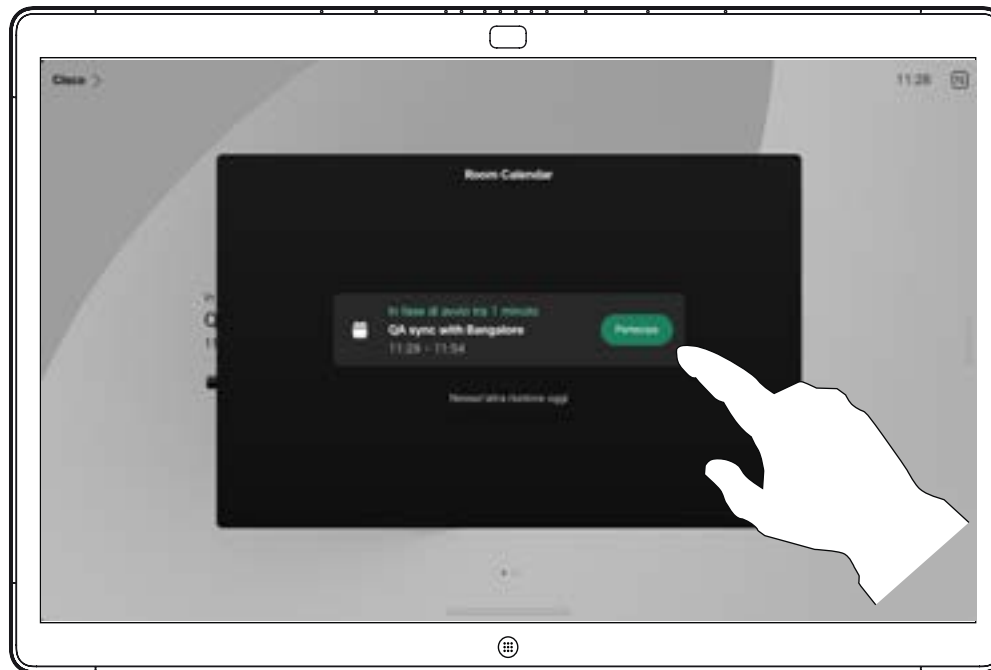 Cisco
11:28
Room Calendar
In fase di avvio tra 1 minuto
QA sync with Bangalore
11:29 - 11:54
Partecipa
Nessun'altra riunione oggi